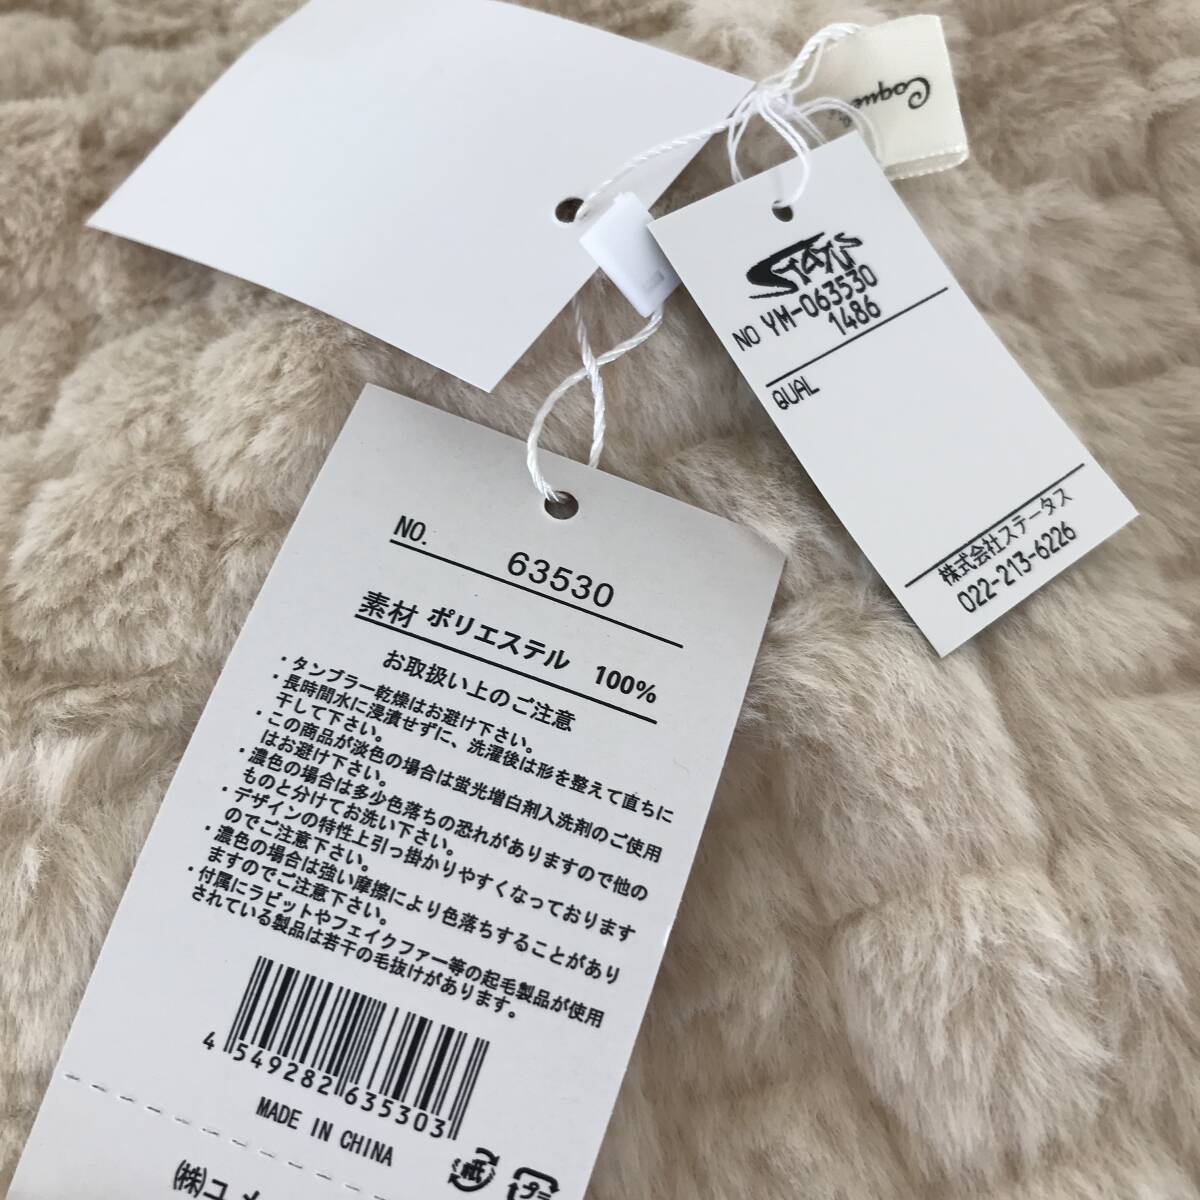 Coque
STATUS
NO YM-063530
1486
QUAL
株式会社ステータス
022-213-6226
NO. 63530
素材 ポリエステル 100%
お取扱い上のご注意
・タンブラー乾燥はお避け下さい。
・長時間水に浸漬せずに、洗濯後は形を整えて直ちに
干して下さい。
・この商品が淡色の場合は蛍光増白剤入洗剤のご使用
はお避け下さい。
・濃色の場合は多少色落ちの恐れがありますので他の
ものと分けてお洗い下さい。
・デザインの特性上引っ掛かりやすくなっております
のでご注意下さい。
・濃色の場合は強い摩擦により色落ちすることがあり
ますのでご注意下さい。
・付属にラビットやフェイクファー等の起毛製品が使用
されている製品は若干の毛抜けがあります。
4 549282 635303
MADE IN CHINA
紙
プラ
(株)ユメ